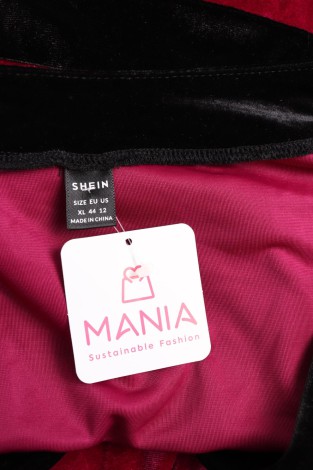 SHEIN
SIZE EU US
XL 44 12
MADE IN CHINA
MANIA
Sustainable Fashion